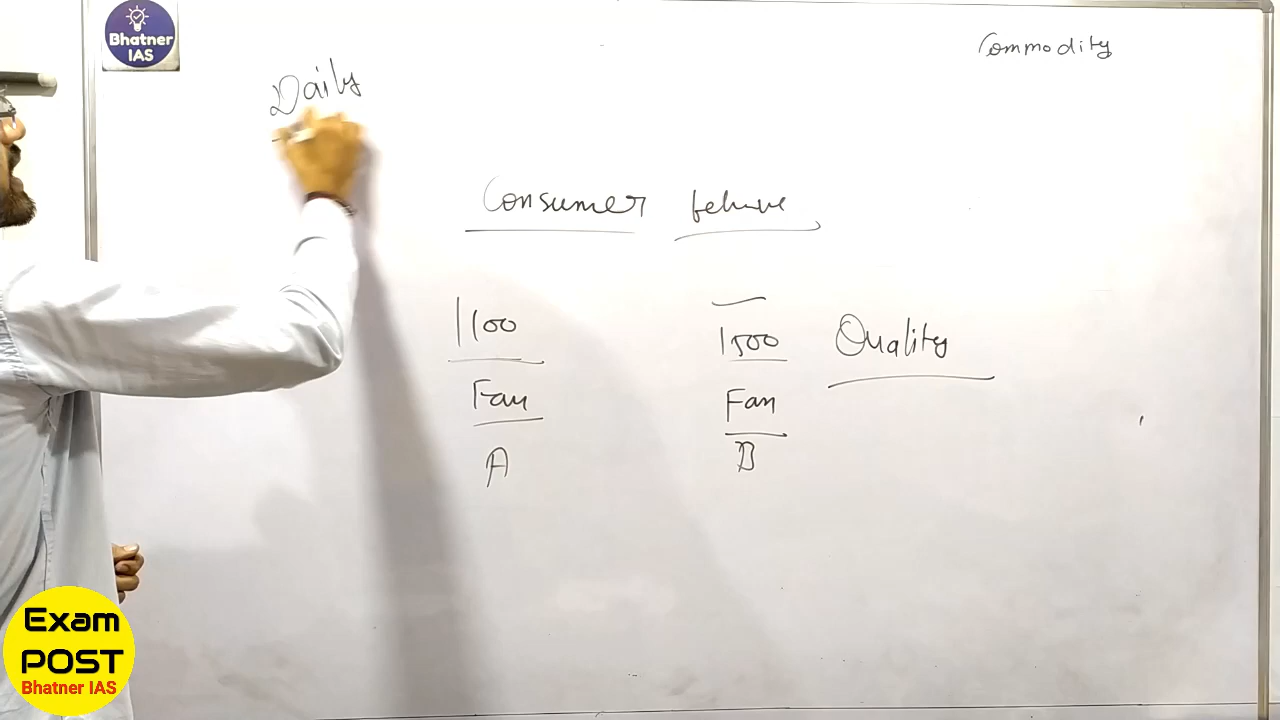 Bhatner
IAS
Commodity
Daily
Consumer behave
1100
1500 Quality
Fan
Fan
A
B
Exam
POST
Bhatner IAS